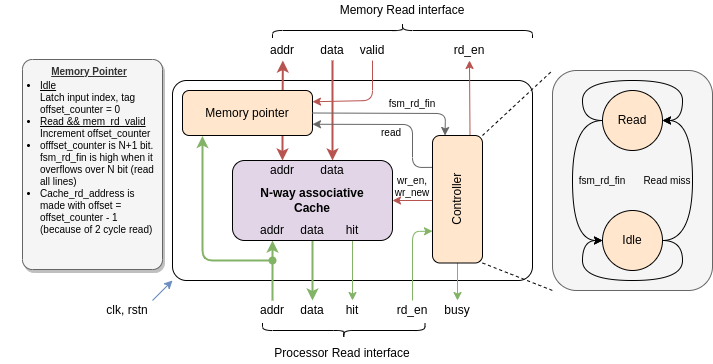 Memory Read interface
addr data valid rd_en
Memory Pointer
• Idle
Latch input index, tag
offset_counter = 0
• Read && mem_rd_valid
Increment offset_counter
• offfset_counter is N+1 bit.
fsm_rd_fin is high when it
overflows over N bit (read
all lines)
• Cache_rd_address is
made with offset =
offset_counter - 1
(because of 2 cycle read)
Memory pointer
fsm_rd_fin
read
addr data
N-way associative
Cache
addr data hit
wr_en,
wr_new
Controller
Read
fsm_rd_fin Read miss
Idle
clk, rstn
addr data hit rd_en busy
Processor Read interface